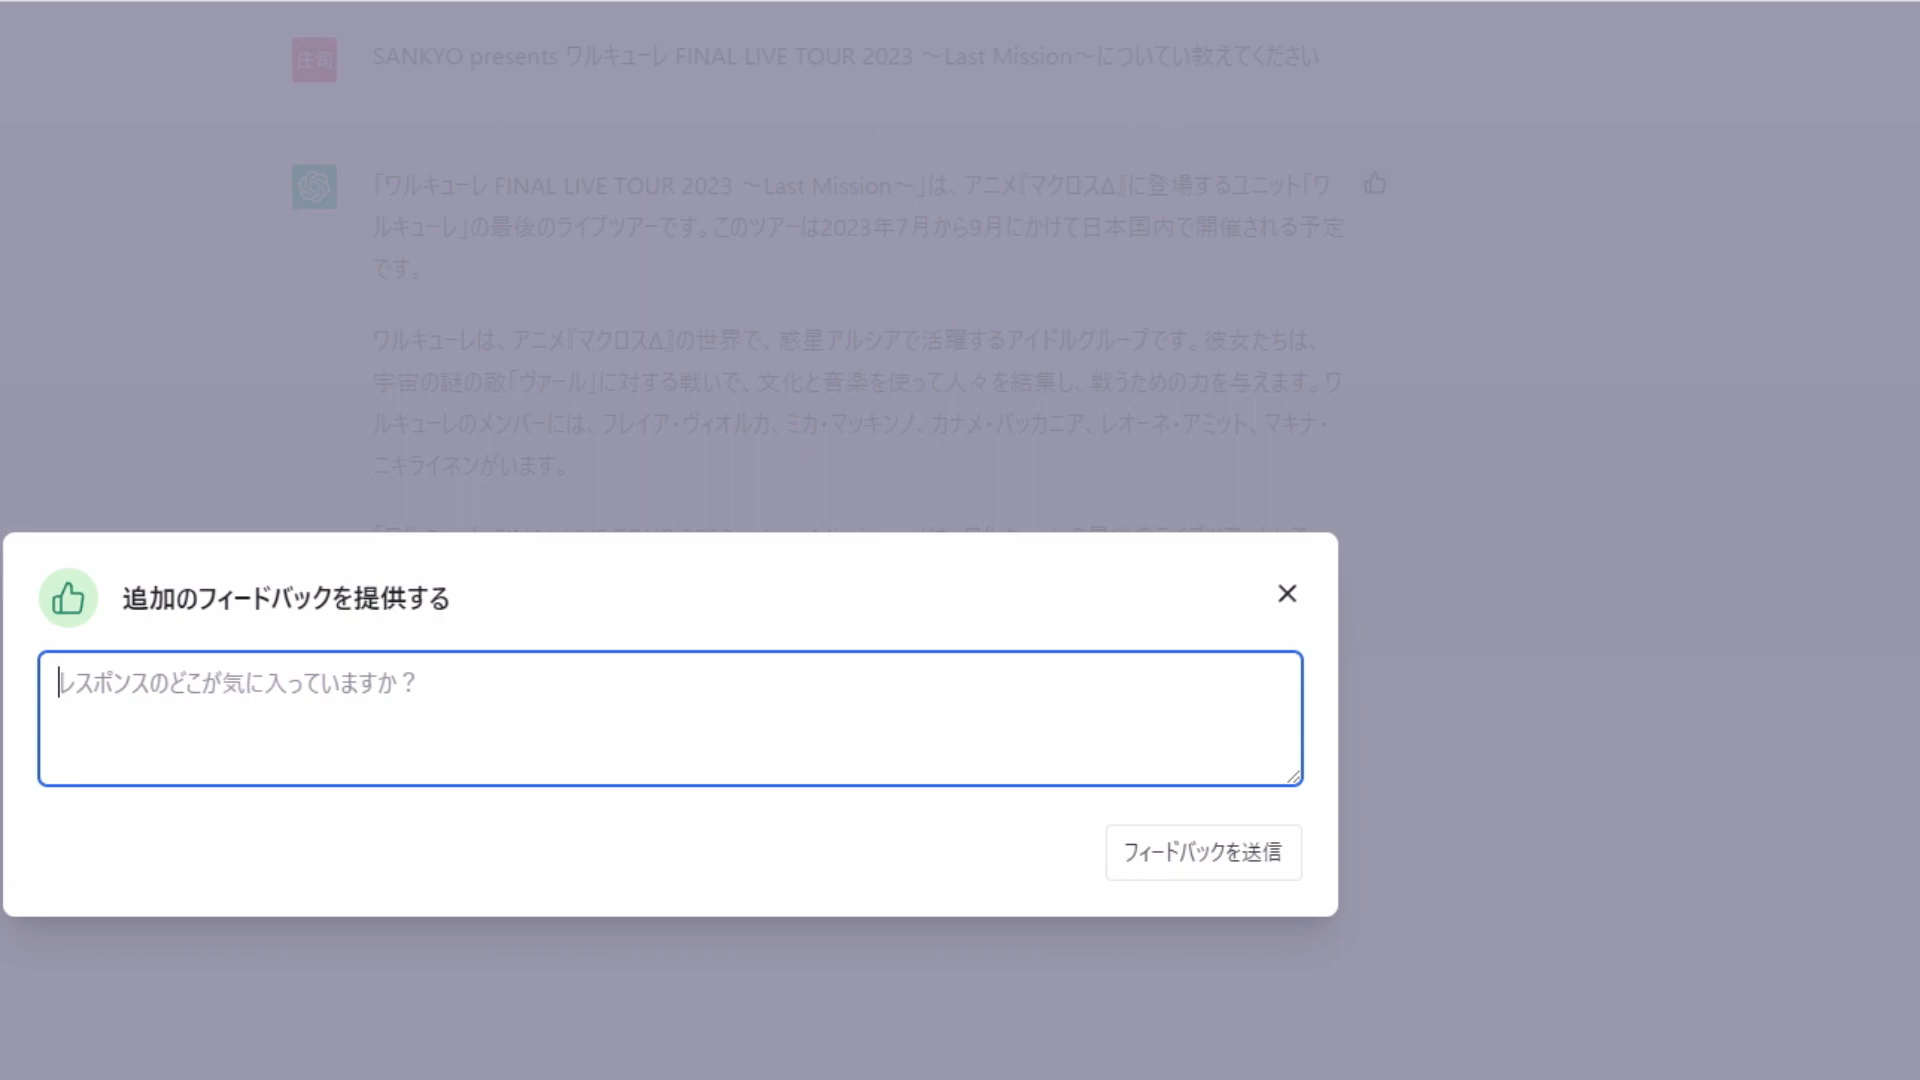 庄司
SANKYO presents ワルキューレ FINAL LIVE TOUR 2023 ～Last Mission～についてい教えてください
「ワルキューレ FINAL LIVE TOUR 2023 ～Last Mission～」は、アニメ『マクロスΔ』に登場するユニット「ワ
ルキューレ」の最後のライブツアーです。このツアーは2023年7月から9月にかけて日本国内で開催される予定
です。
ワルキューレは、アニメ『マクロスΔ』の世界で、惑星アルシアで活躍するアイドルグループです。彼女たちは、
宇宙の謎の敵「ヴァール」に対する戦いで、文化と音楽を使って人々を結集し、戦うための力を与えます。ワ
ルキューレのメンバーには、フレイア・ヴィオルカ、ミカ・マッキンノ、カナメ・バッカニア、レオーネ・アミット、マキナ・
ニキライネンがいます。
追加のフィードバックを提供する
レスポンスのどこが気に入っていますか？
フィードバックを送信